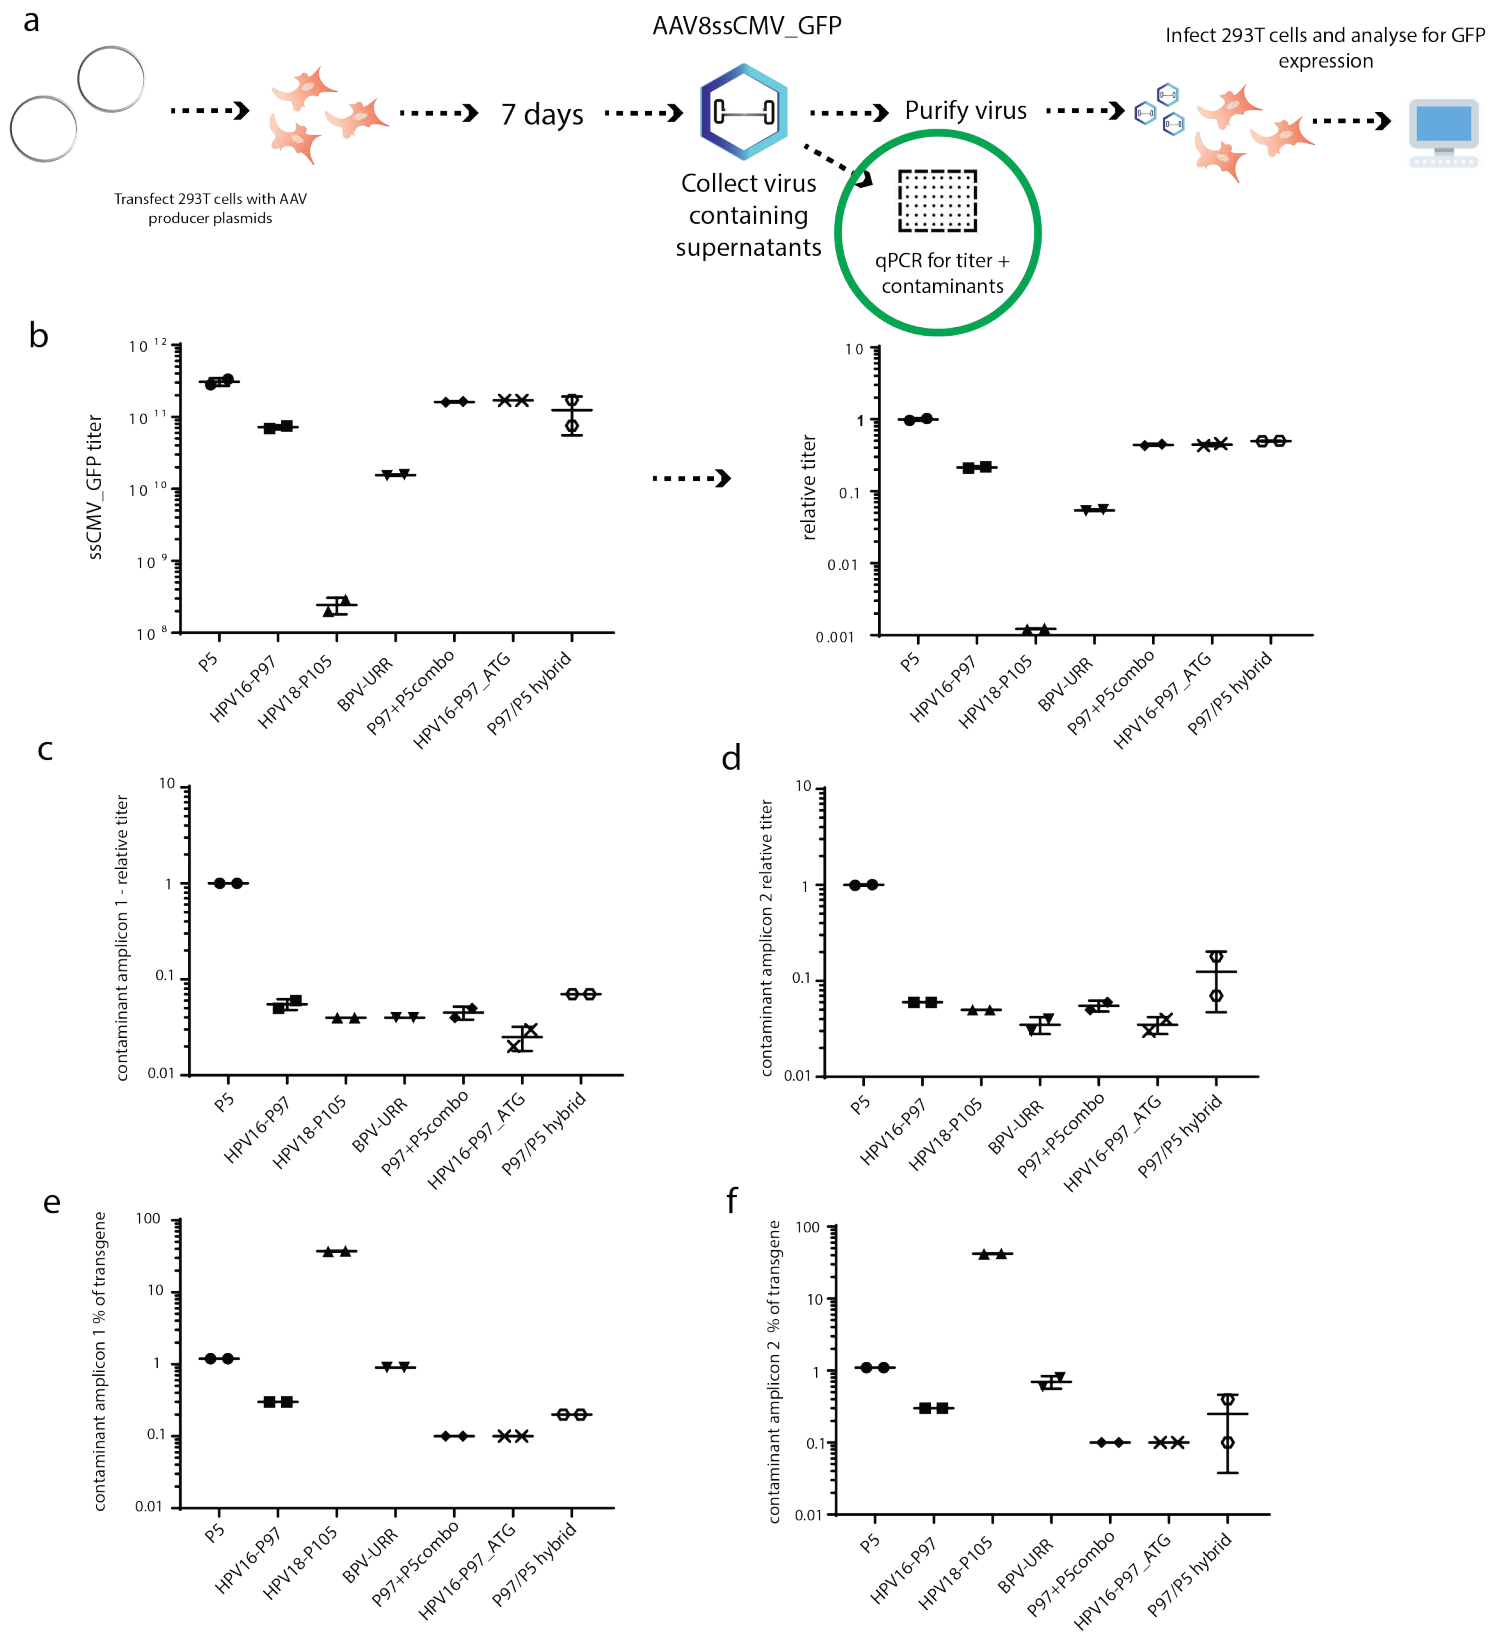 a
AAV8ssCMV_GFP
Infect 293T cells and analyse for GFP
expression
7 days
Purify virus
Transfect 293T cells with AAV
producer plasmids
Collect virus
containing
supernatants
qPCR for titer +
contaminants
b
ssCMV_GFP titer
10 12
10 11
10 10
10 9
10 8
P5
HPV16-P97
HPV18-P105
BPV-URR
P97+P5combo
HPV16-P97_ATG
P97/P5 hybrid
relative titer
10
1
0.1
0.01
0.001
P5
HPV16-P97
HPV18-P105
BPV-URR
P97+P5combo
HPV16-P97_ATG
P97/P5 hybrid
c
contaminant amplicon 1 - relative titer
10
1
0.1
0.01
P5
HPV16-P97
HPV18-P105
BPV-URR
P97+P5combo
HPV16-P97_ATG
P97/P5 hybrid
d
contaminant amplicon 2 relative titer
10
1
0.1
0.01
P5
HPV16-P97
HPV18-P105
BPV-URR
P97+P5combo
HPV16-P97_ATG
P97/P5 hybrid
e
contaminant amplicon 1 % of transgene
100
10
1
0.1
0.01
P5
HPV16-P97
HPV18-P105
BPV-URR
P97+P5combo
HPV16-P97_ATG
P97/P5 hybrid
f
contaminant amplicon 2 % of transgene
100
10
1
0.1
0.01
P5
HPV16-P97
HPV18-P105
BPV-URR
P97+P5combo
HPV16-P97_ATG
P97/P5 hybrid